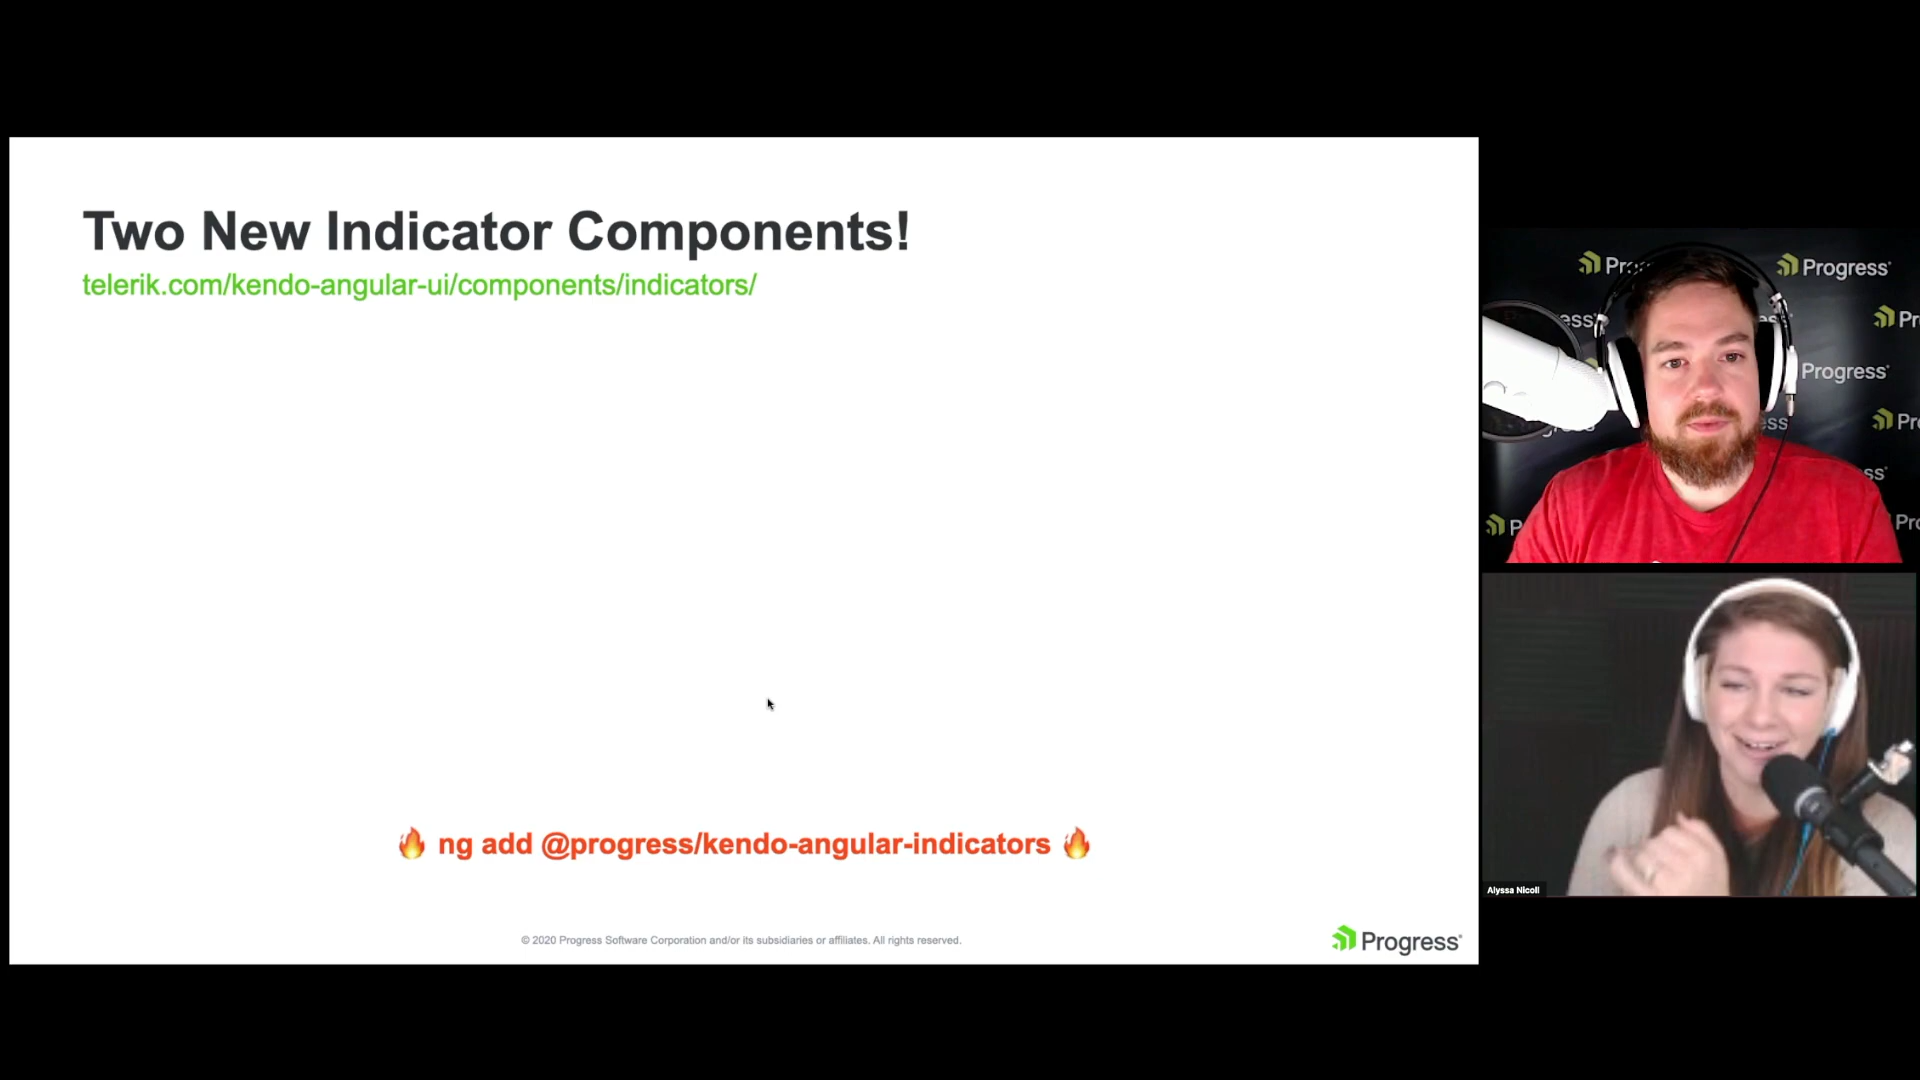 Two New Indicator Components!
telerik.com/kendo-angular-ui/components/indicators/
🔥 ng add @progress/kendo-angular-indicators 🔥
© 2020 Progress Software Corporation and/or its subsidiaries or affiliates. All rights reserved.
Progress
Progress
Progress
Alyssa Nicoll